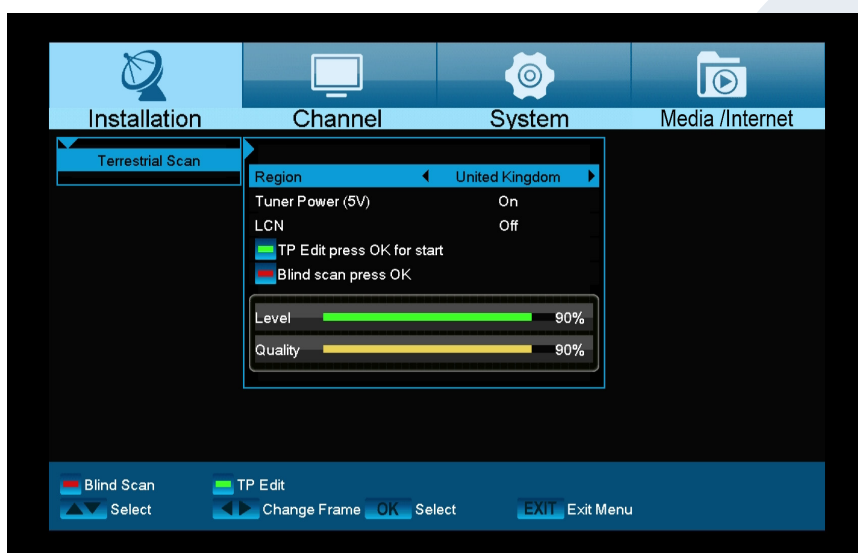 Installation
Channel
System
Media /Internet
Terrestrial Scan
Region United Kingdom
Tuner Power (5V) On
LCN Off
TP Edit press OK for start
Blind scan press OK
Level 90%
Quality 90%
Blind Scan TP Edit
Select Change Frame OK Select EXIT Exit Menu